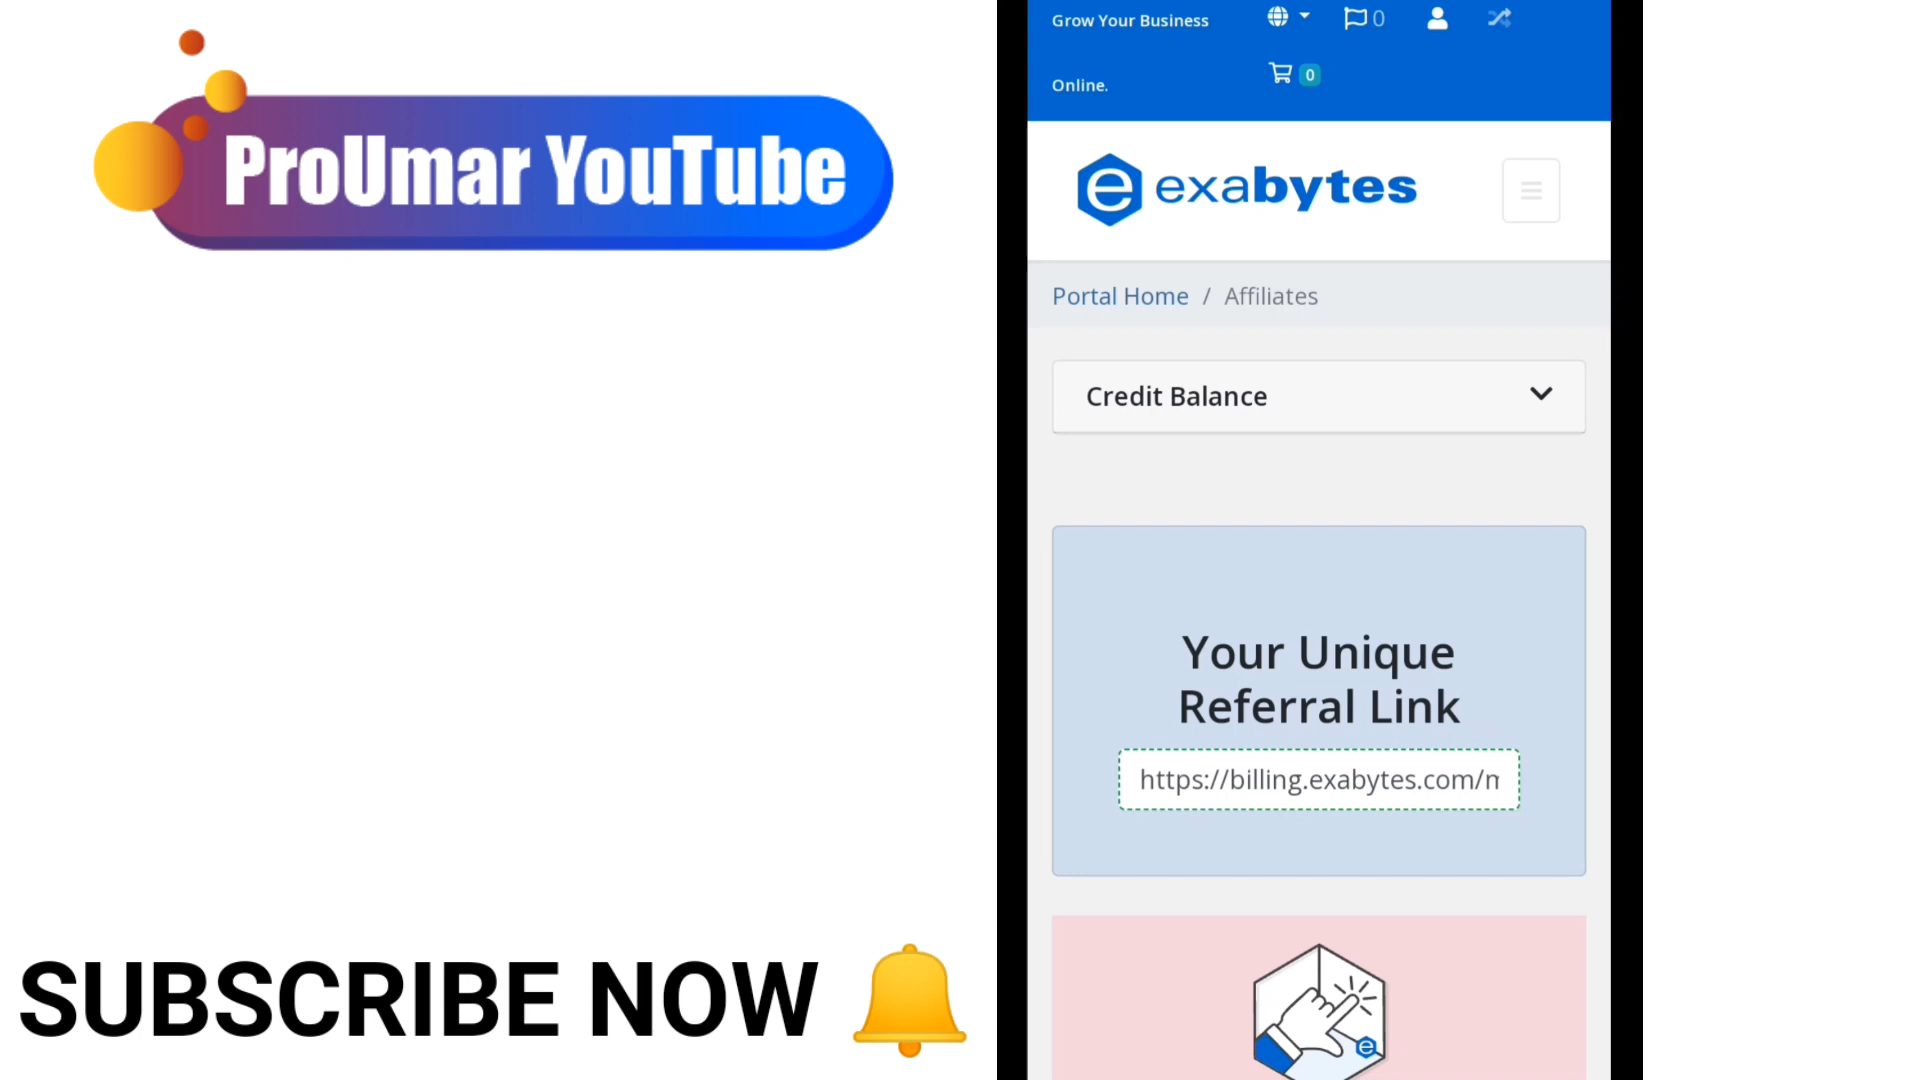 ProUmar YouTube
SUBSCRIBE NOW
Grow Your Business
Online.
0
0
exabytes
Portal Home / Affiliates
Credit Balance
Your Unique
Referral Link
https://billing.exabytes.com/m